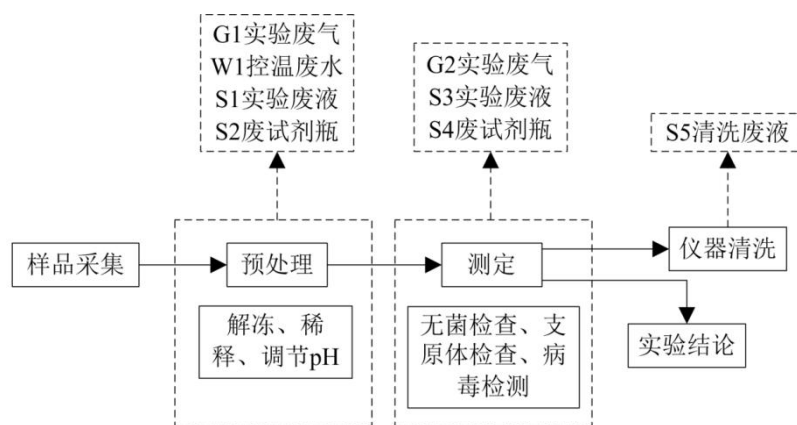 G1实验废气
W1控温废水
S1实验废液
S2废试剂瓶
G2实验废气
S3实验废液
S4废试剂瓶
S5清洗废液
样品采集
预处理
测定
仪器清洗
解冻、稀
释、调节pH
无菌检查、支
原体检查、病
毒检测
实验结论